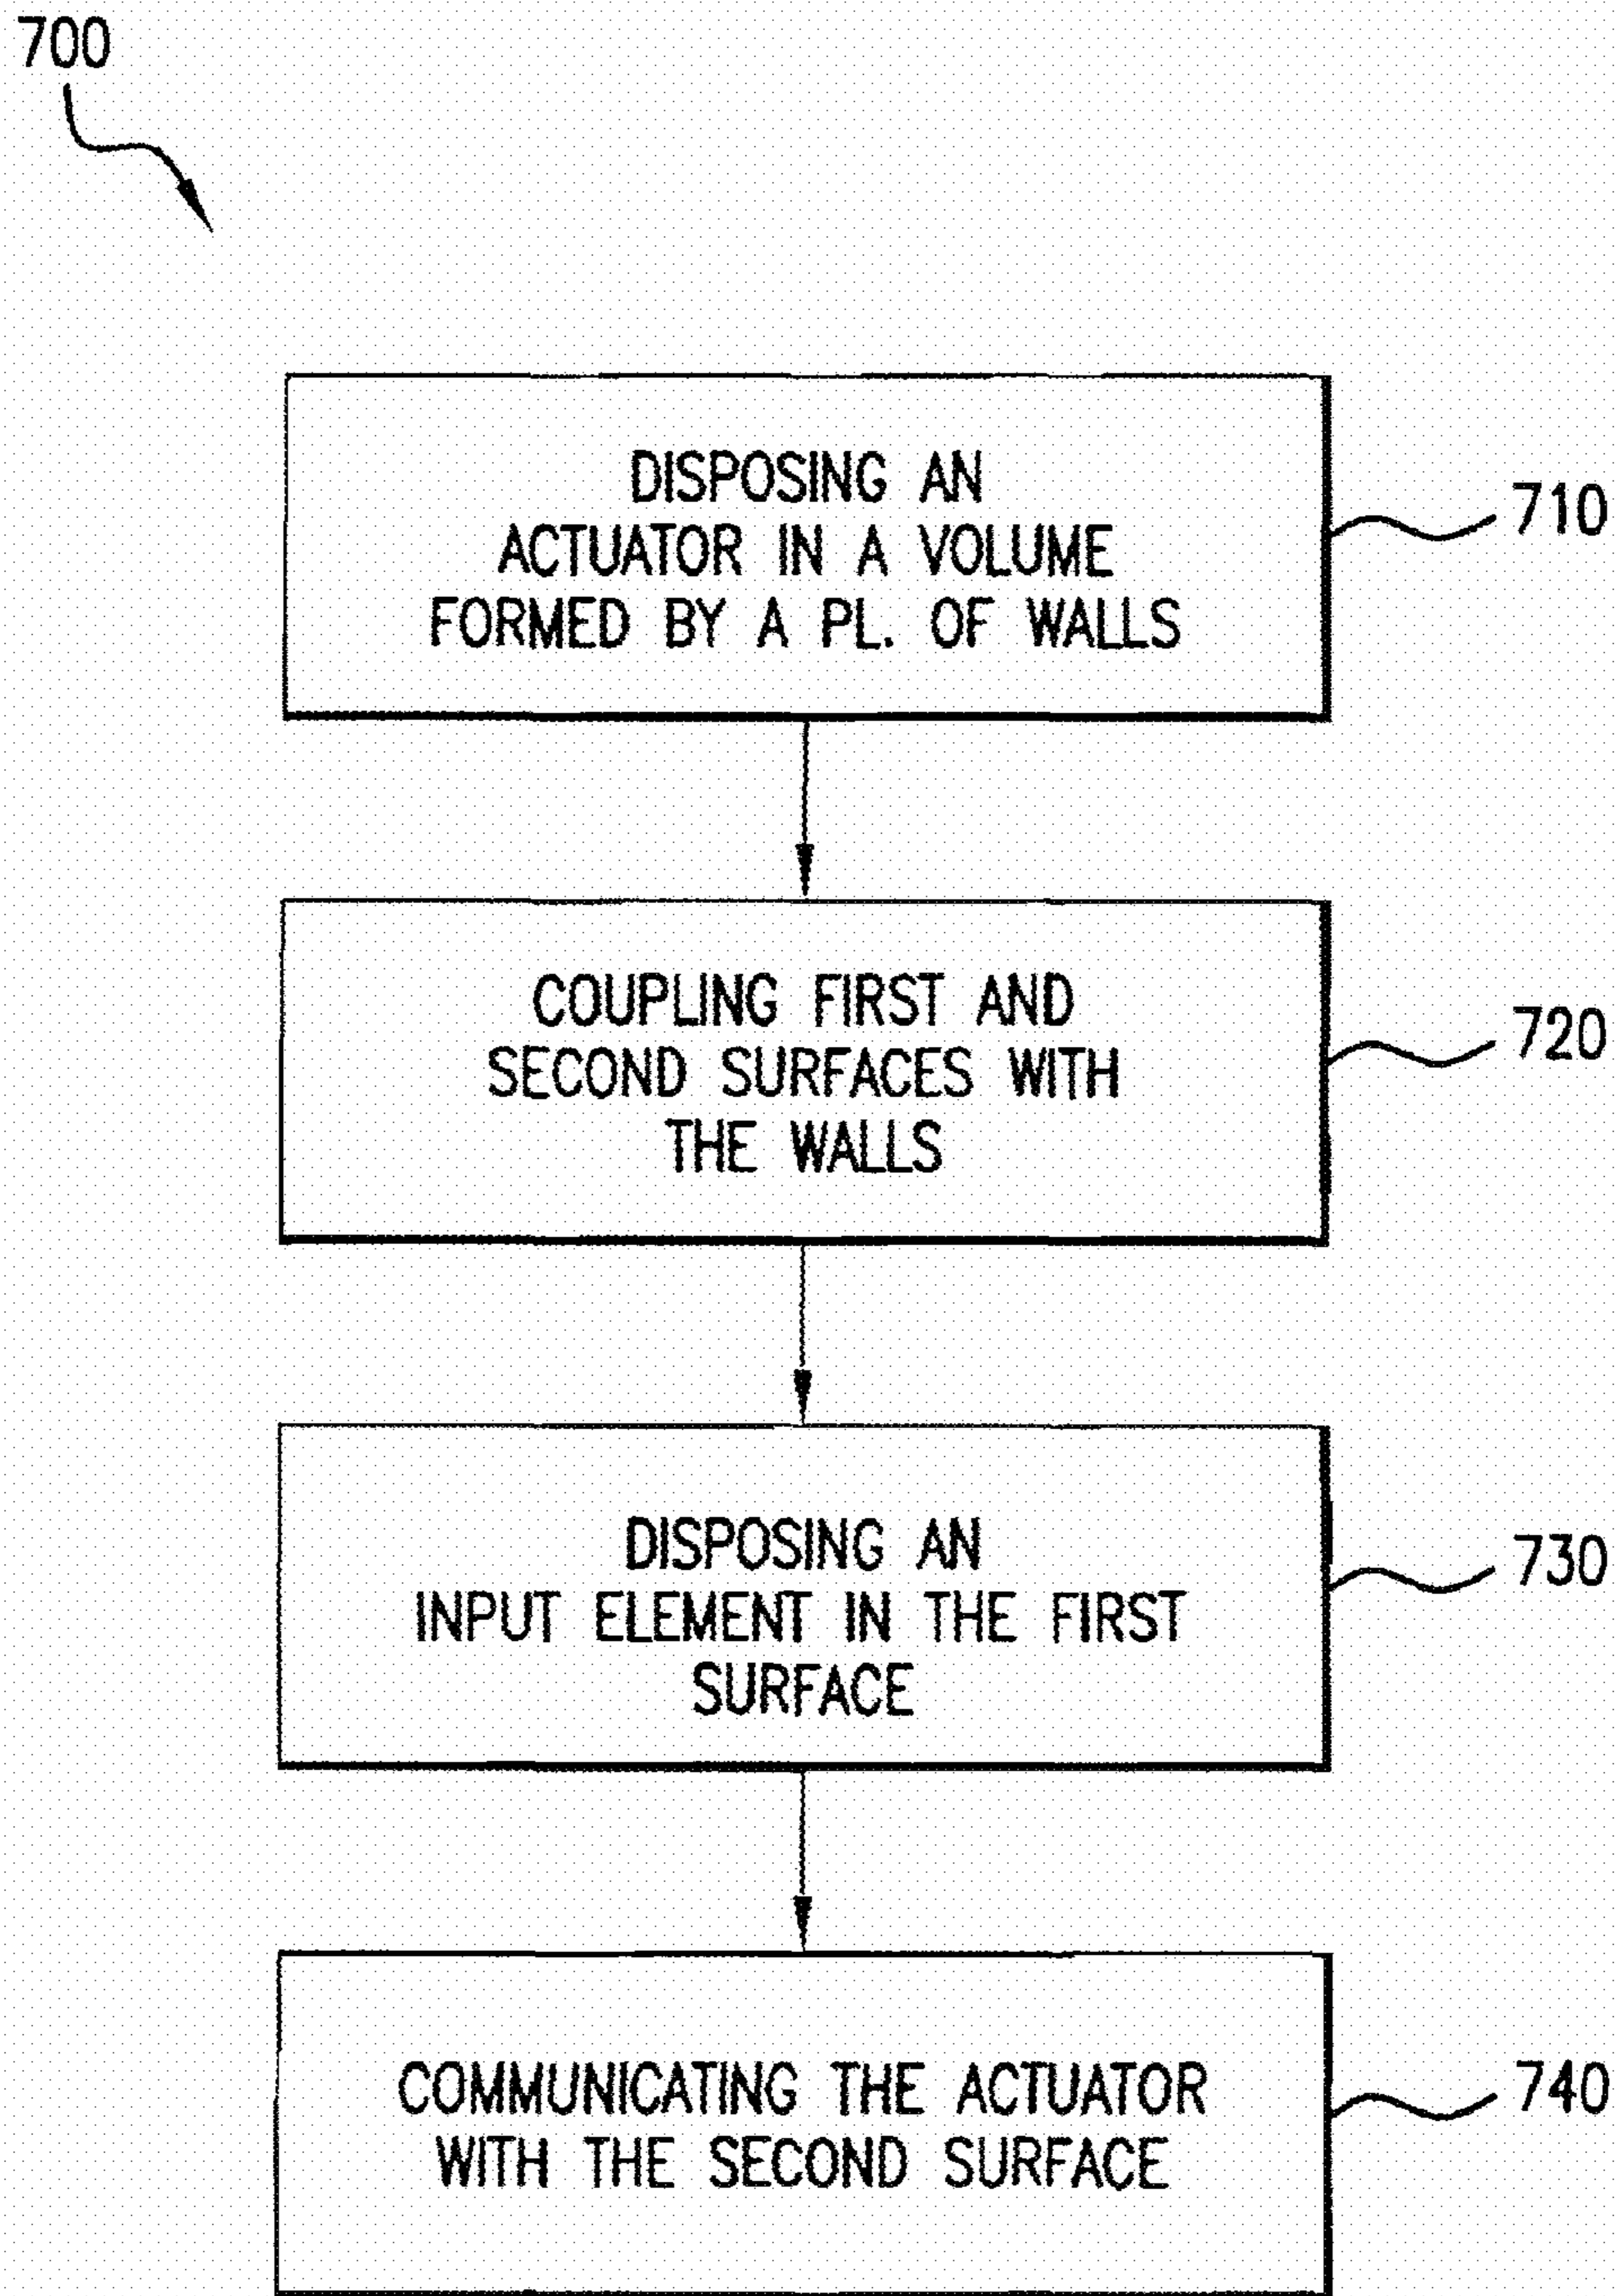 700
DISPOSING AN
ACTUATOR IN A VOLUME
FORMED BY A PL. OF WALLS
710
COUPLING FIRST AND
SECOND SURFACES WITH
THE WALLS
720
DISPOSING AN
INPUT ELEMENT IN THE FIRST
SURFACE
730
COMMUNICATING THE ACTUATOR
WITH THE SECOND SURFACE
740